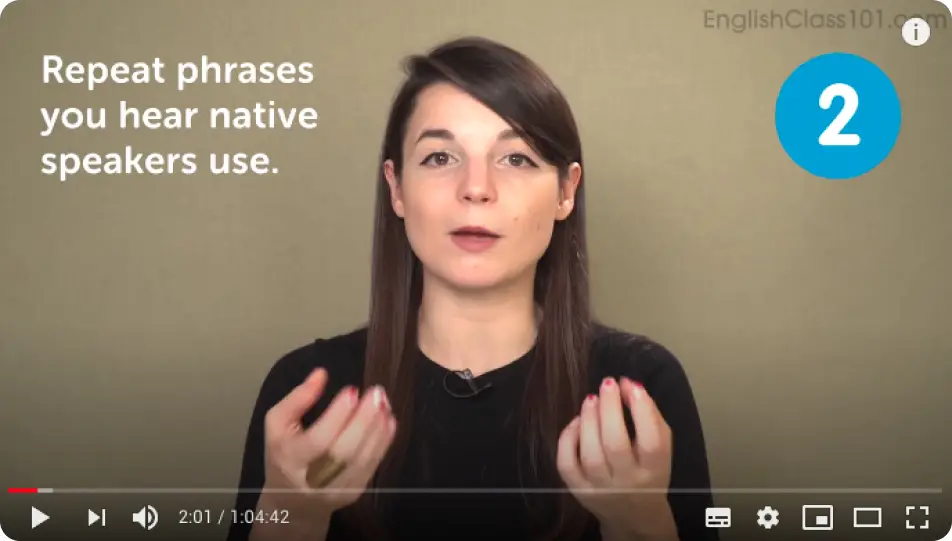 EnglishClass101.com
Repeat phrases
you hear native
speakers use.
2
i
2:01 / 1:04:42